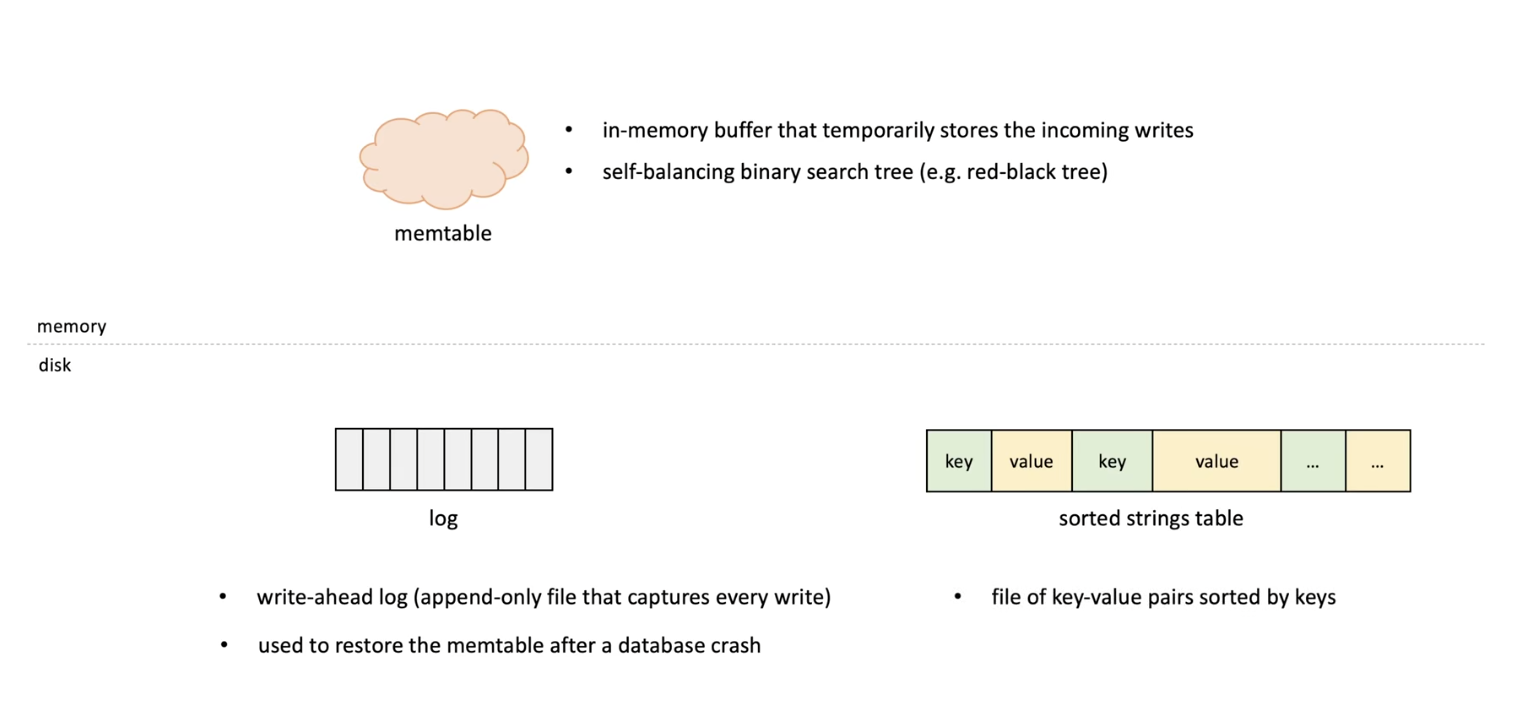 • in-memory buffer that temporarily stores the incoming writes
• self-balancing binary search tree (e.g. red-black tree)
memtable
memory
disk
key value key value ... ...
log
sorted strings table
• write-ahead log (append-only file that captures every write)
• used to restore the memtable after a database crash
• file of key-value pairs sorted by keys